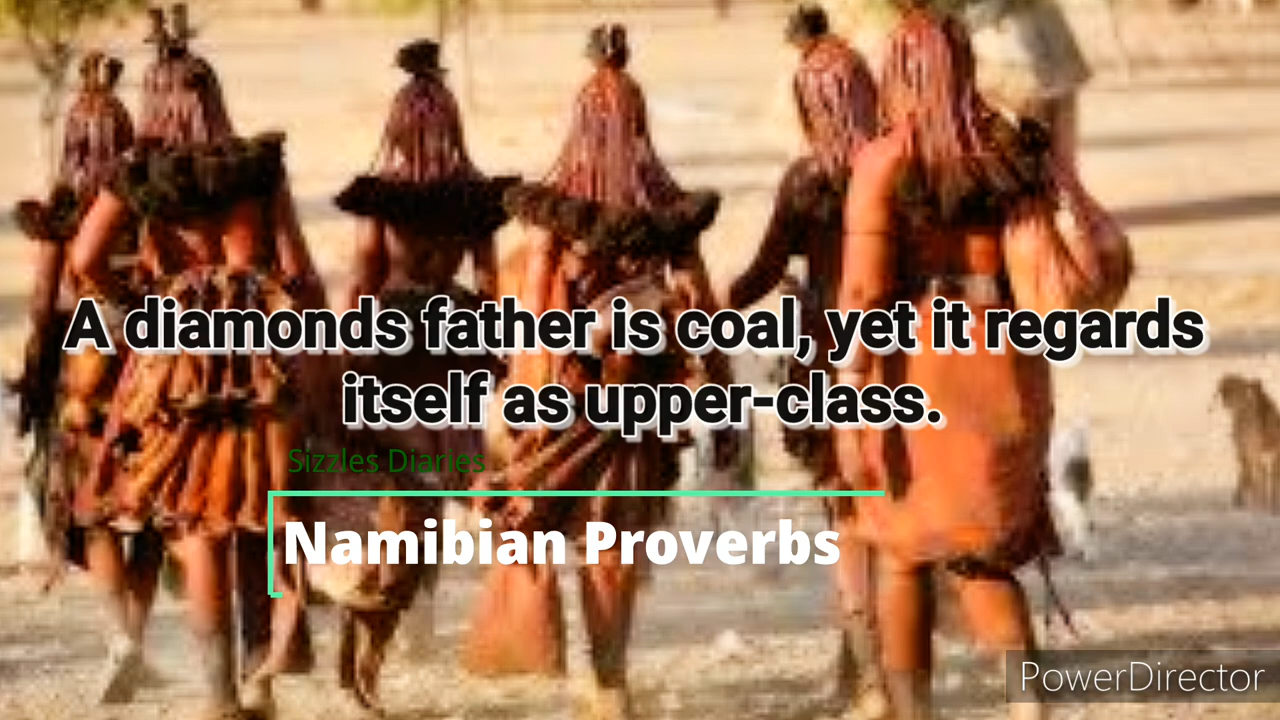 A diamonds father is coal, yet it regards
itself as upper-class.
Sizzles Diaries
Namibian Proverbs
PowerDirector